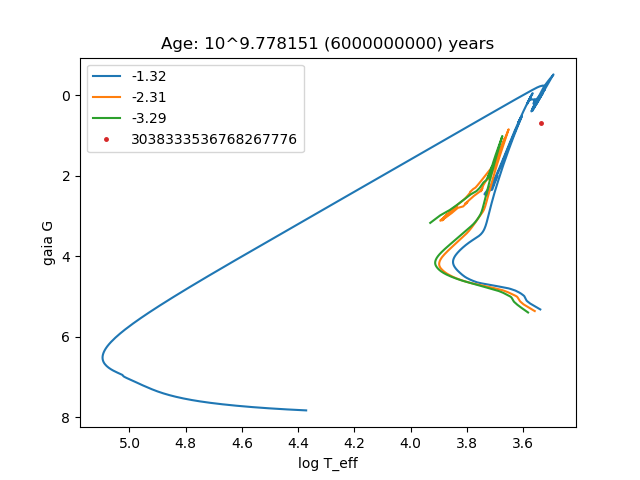 Age: 10^9.778151 (6000000000) years
-1.32
-2.31
-3.29
3038333536768267776
gaia G
0
2
4
6
8
5.0 4.8 4.6 4.4 4.2 4.0 3.8 3.6
log T_eff